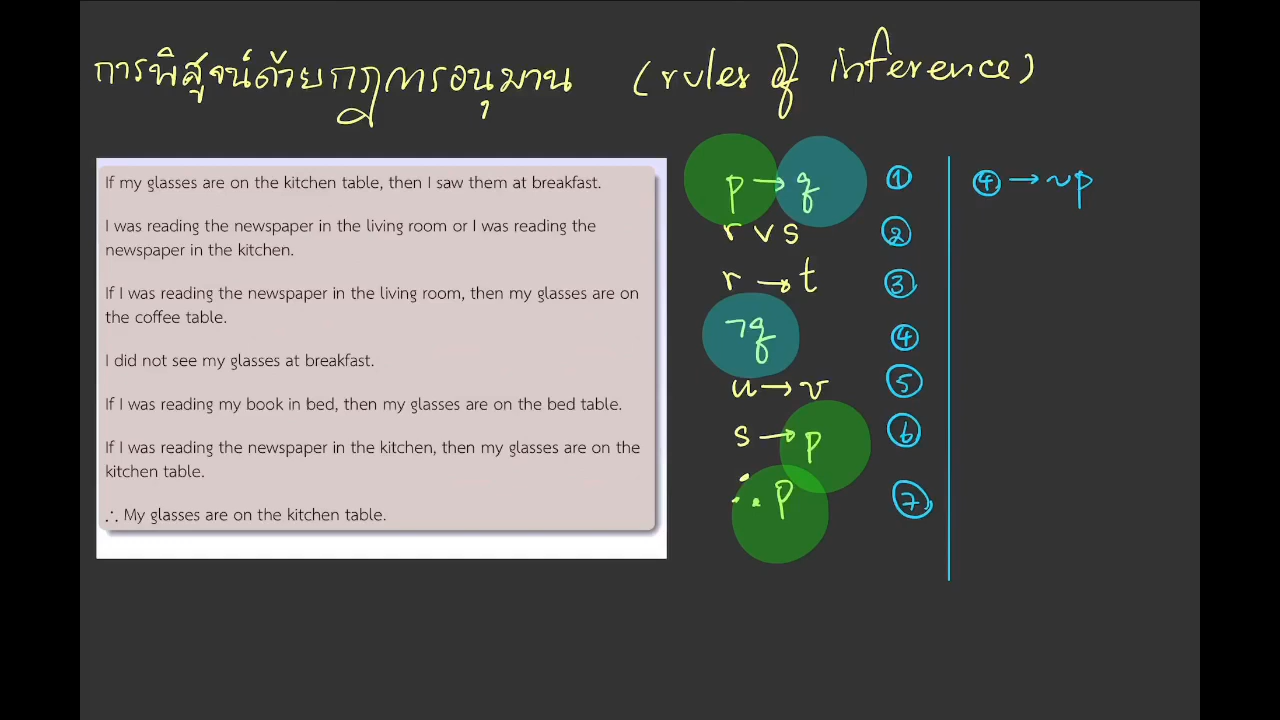 การพิสูจน์ด้วยกฎการอนุมาน (rules of inference)
If my glasses are on the kitchen table, then I saw them at breakfast.
I was reading the newspaper in the living room or I was reading the
newspaper in the kitchen.
If I was reading the newspaper in the living room, then my glasses are on
the coffee table.
I did not see my glasses at breakfast.
If I was reading my book in bed, then my glasses are on the bed table.
If I was reading the newspaper in the kitchen, then my glasses are on the
kitchen table.
∴ My glasses are on the kitchen table.
p → q ①
r ∨ s ②
r → t ③
¬q ④
u → v ⑤
s → p ⑥
∴ p ⑦
④ → ~p